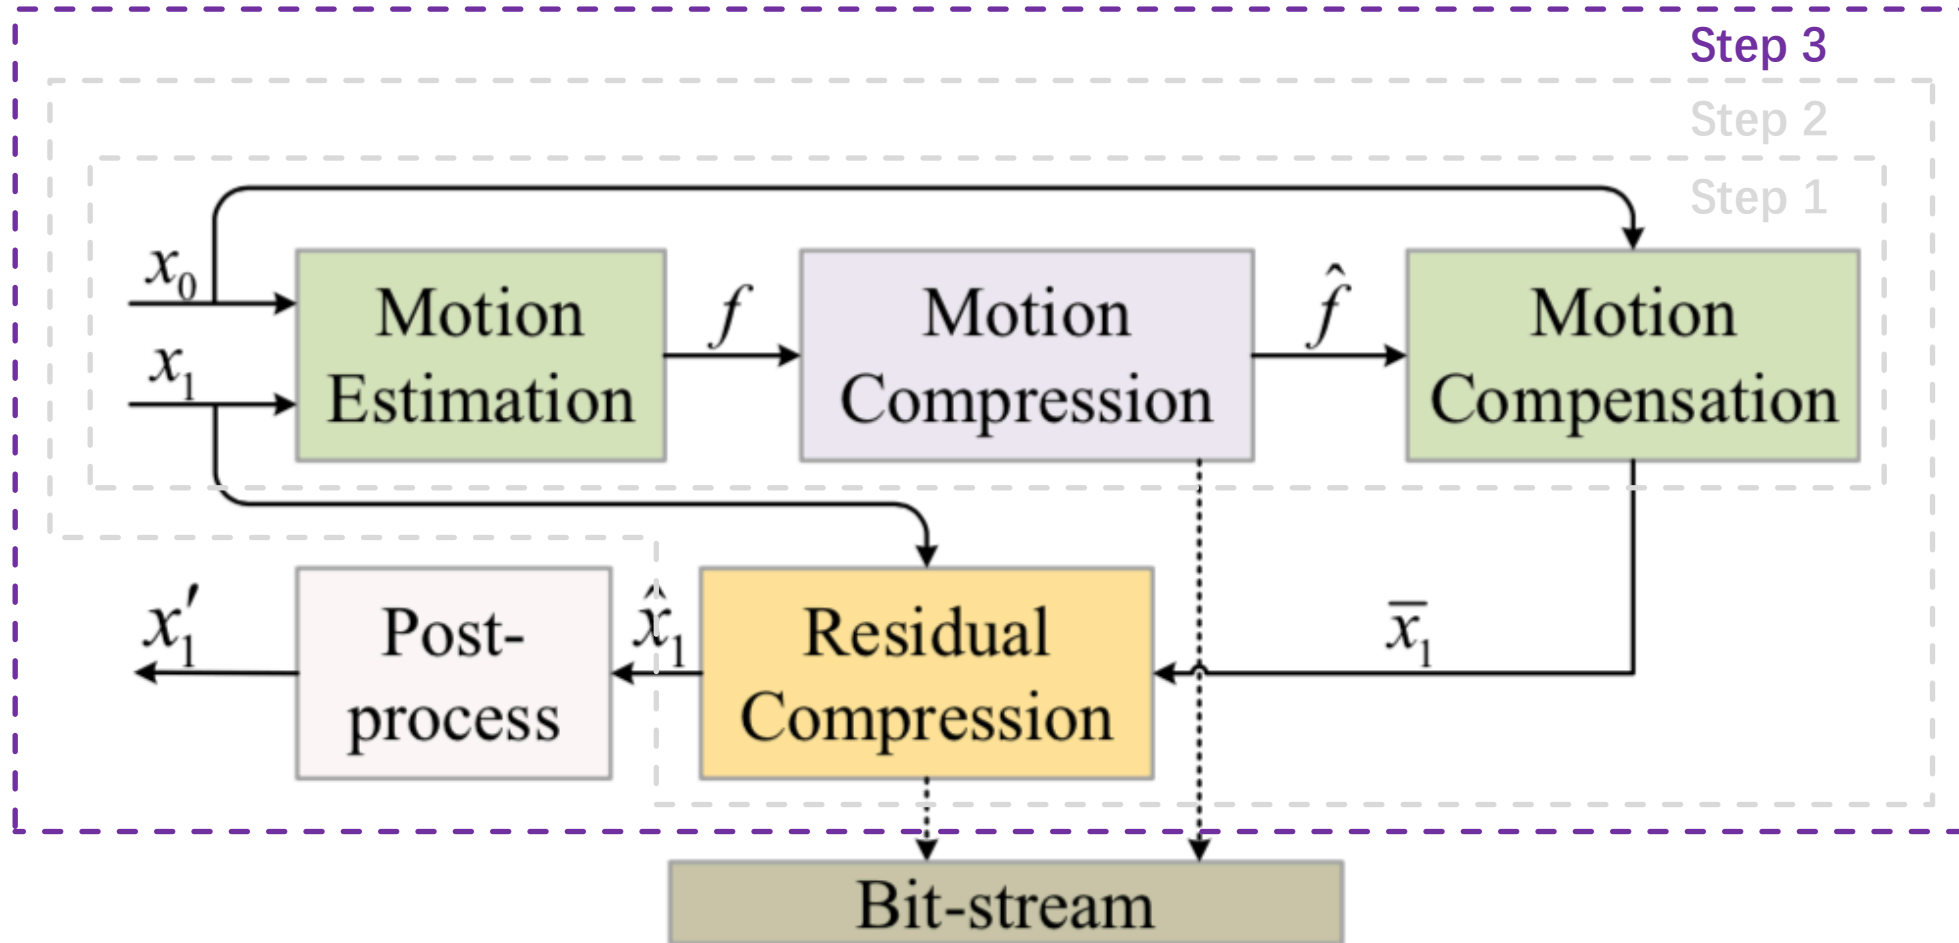 Step 3
Step 2
Step 1
x₀
x₁
Motion
Estimation
f
Motion
Compression
f̂
Motion
Compensation
x₁′
Post-
process
x̂₁
Residual
Compression
x̄₁
Bit-stream